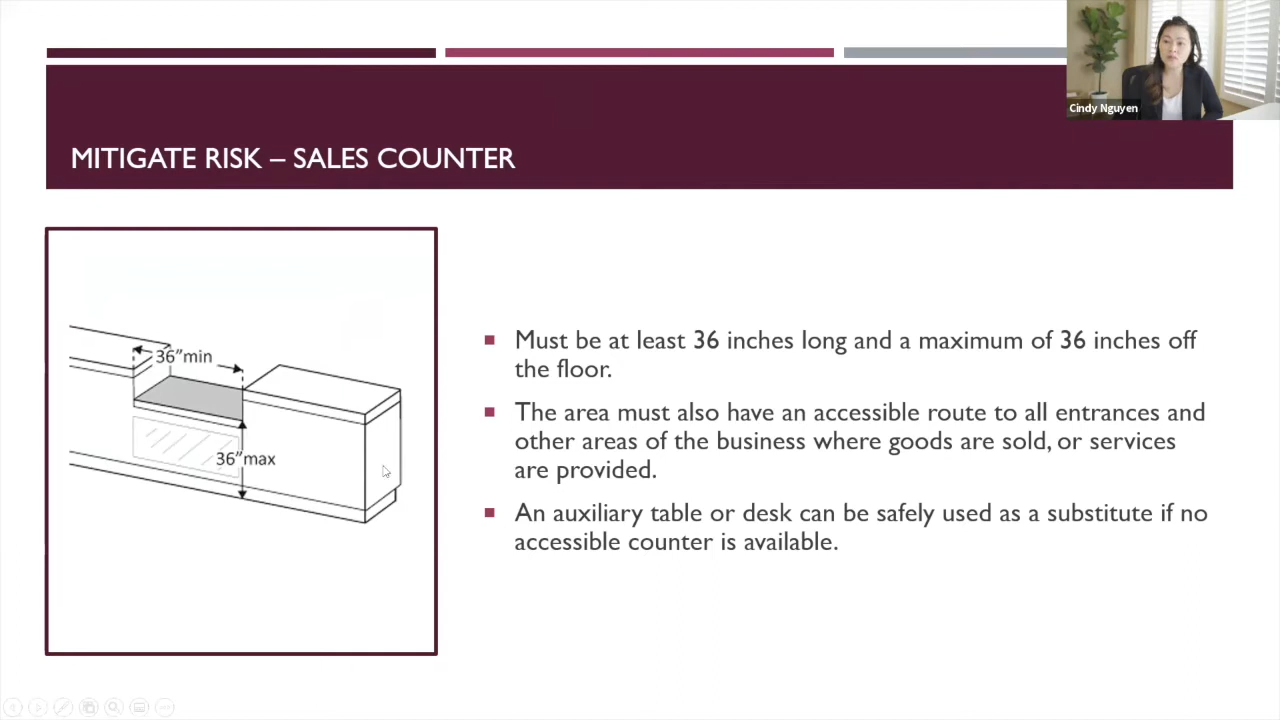 Cindy Nguyen
MITIGATE RISK – SALES COUNTER
36”min
36”max
Must be at least 36 inches long and a maximum of 36 inches off
the floor.
The area must also have an accessible route to all entrances and
other areas of the business where goods are sold, or services
are provided.
An auxiliary table or desk can be safely used as a substitute if no
accessible counter is available.